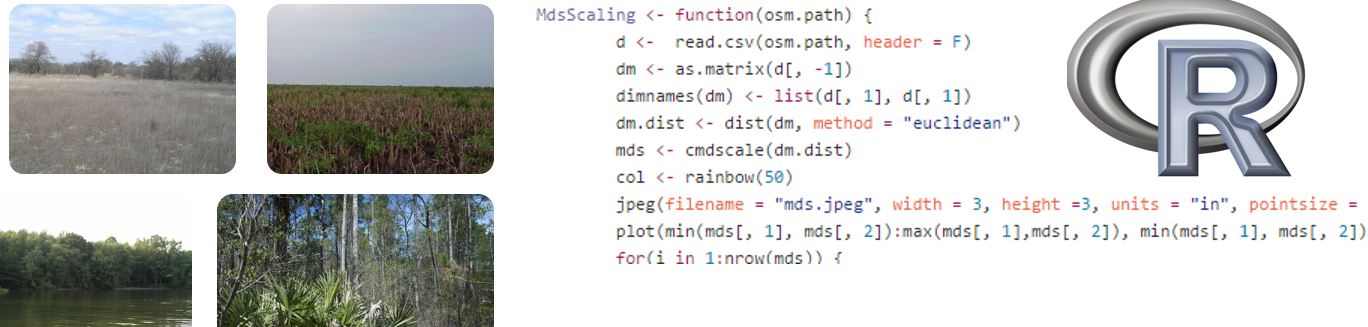 MdsScaling <- function(osm.path) {
d <- read.csv(osm.path, header = F)
dm <- as.matrix(d[, -1])
dimnames(dm) <- list(d[, 1], d[, 1])
dm.dist <- dist(dm, method = "euclidean")
mds <- cmdscale(dm.dist)
col <- rainbow(50)
jpeg(filename = "mds.jpeg", width = 3, height =3, units = "in", pointsize =
plot(min(mds[, 1], mds[, 2]):max(mds[, 1],mds[, 2]), min(mds[, 1], mds[, 2])
for(i in 1:nrow(mds)) {
R